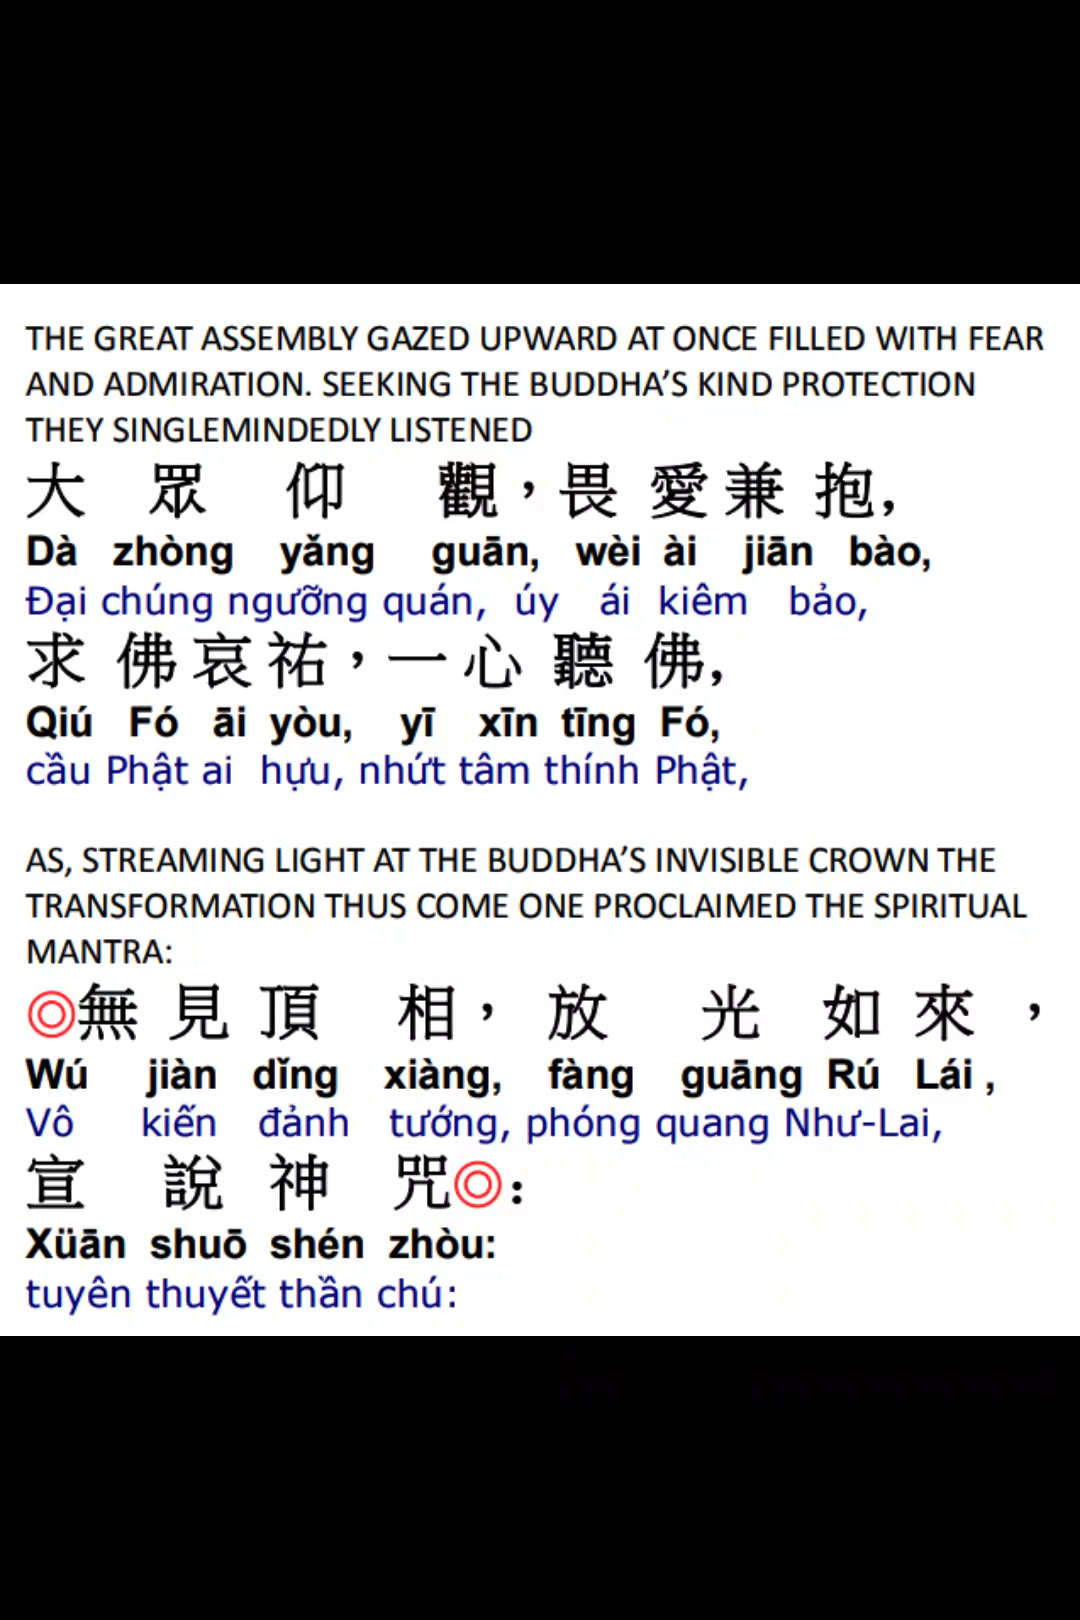 THE GREAT ASSEMBLY GAZED UPWARD AT ONCE FILLED WITH FEAR
AND ADMIRATION. SEEKING THE BUDDHA'S KIND PROTECTION
THEY SINGLEMINDEDLY LISTENED
大 眾 仰 觀，畏 愛 兼 抱,
Dà zhòng yǎng guān, wèi ài jiān bào,
Đại chúng ngưỡng quán, úy ái kiêm bảo,
求 佛 哀 祐，一 心 聽 佛,
Qiú Fó āi yòu, yī xīn tīng Fó,
cầu Phật ai hựu, nhứt tâm thính Phật,
AS, STREAMING LIGHT AT THE BUDDHA'S INVISIBLE CROWN THE
TRANSFORMATION THUS COME ONE PROCLAIMED THE SPIRITUAL
MANTRA:
◎無 見 頂 相，放 光 如 來 ，
Wú jiàn dǐng xiàng, fàng guāng Rú Lái ,
Vô kiến đảnh tướng, phóng quang Như-Lai,
宣 說 神 咒◎：
Xüān shuō shén zhòu:
tuyên thuyết thần chú: